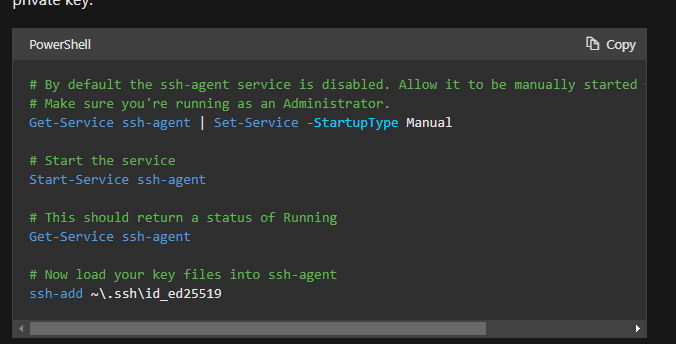 private key.
PowerShell
Copy
# By default the ssh-agent service is disabled. Allow it to be manually started
# Make sure you're running as an Administrator.
Get-Service ssh-agent | Set-Service -StartupType Manual
# Start the service
Start-Service ssh-agent
# This should return a status of Running
Get-Service ssh-agent
# Now load your key files into ssh-agent
ssh-add ~\.ssh\id_ed25519